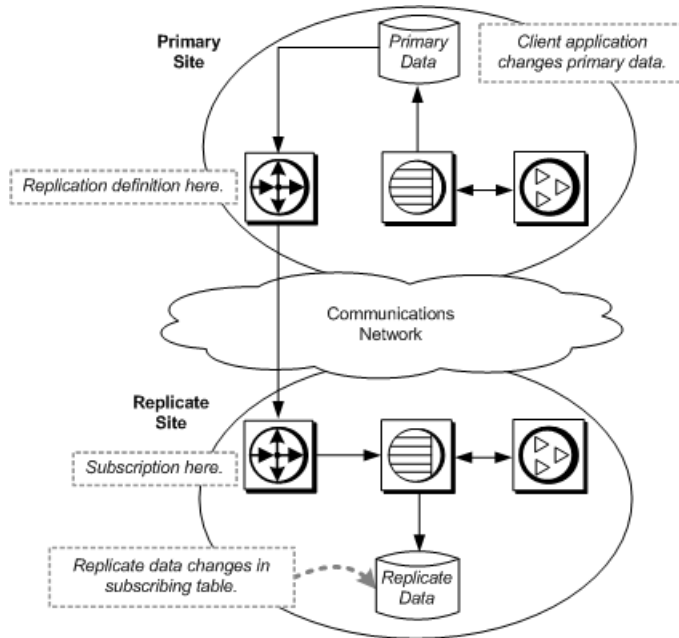 Primary
Site
Primary
Data
Client application
changes primary data.
Replication definition here.
Communications
Network
Replicate
Site
Subscription here.
Replicate data changes in
subscribing table.
Replicate
Data